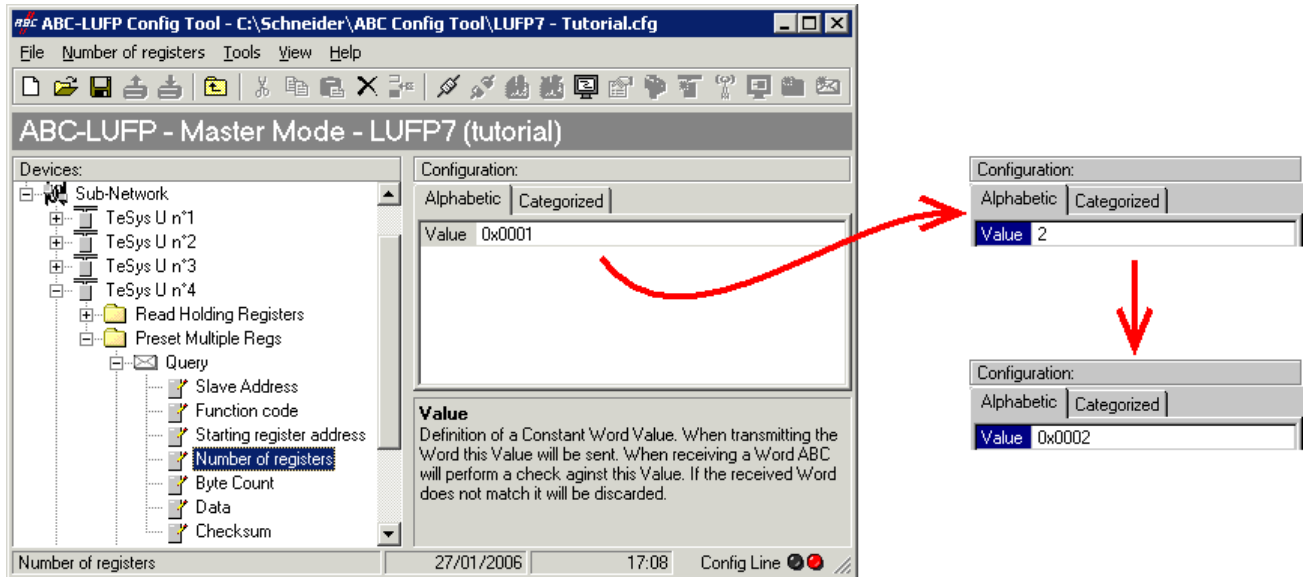 ABC ABC-LUFP Config Tool - C:\Schneider\ABC Config Tool\LUFP7 - Tutorial.cfg
File Number of registers Tools View Help
ABC-LUFP - Master Mode - LUFP7 (tutorial)
Devices:
Sub-Network
TeSys U n°1
TeSys U n°2
TeSys U n°3
TeSys U n°4
Read Holding Registers
Preset Multiple Regs
Query
Slave Address
Function code
Starting register address
Number of registers
Byte Count
Data
Checksum
Configuration:
Alphabetic Categorized
Value 0x0001
Value
Definition of a Constant Word Value. When transmitting the
Word this Value will be sent. When receiving a Word ABC
will perform a check aginst this Value. If the received Word
does not match it will be discarded.
Number of registers 27/01/2006 17:08 Config Line
Configuration:
Alphabetic Categorized
Value 2
Configuration:
Alphabetic Categorized
Value 0x0002